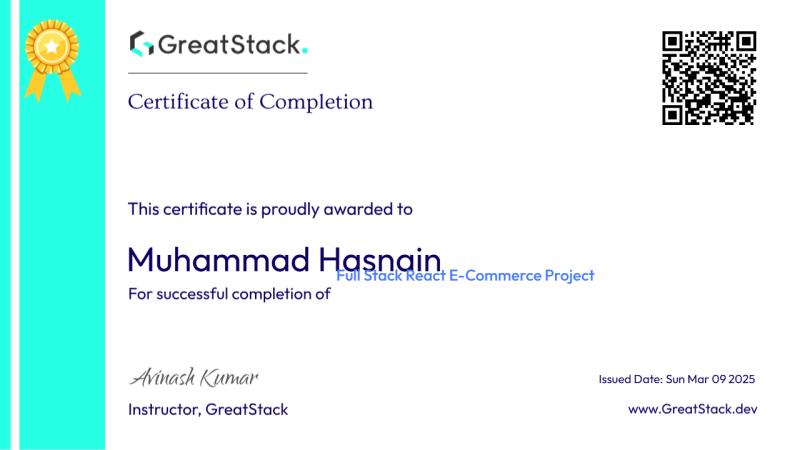 GreatStack.
Certificate of Completion
This certificate is proudly awarded to
Muhammad Hasnain
Full Stack React E-Commerce Project
For successful completion of
Avinash Kumar
Instructor, GreatStack
Issued Date: Sun Mar 09 2025
www.GreatStack.dev